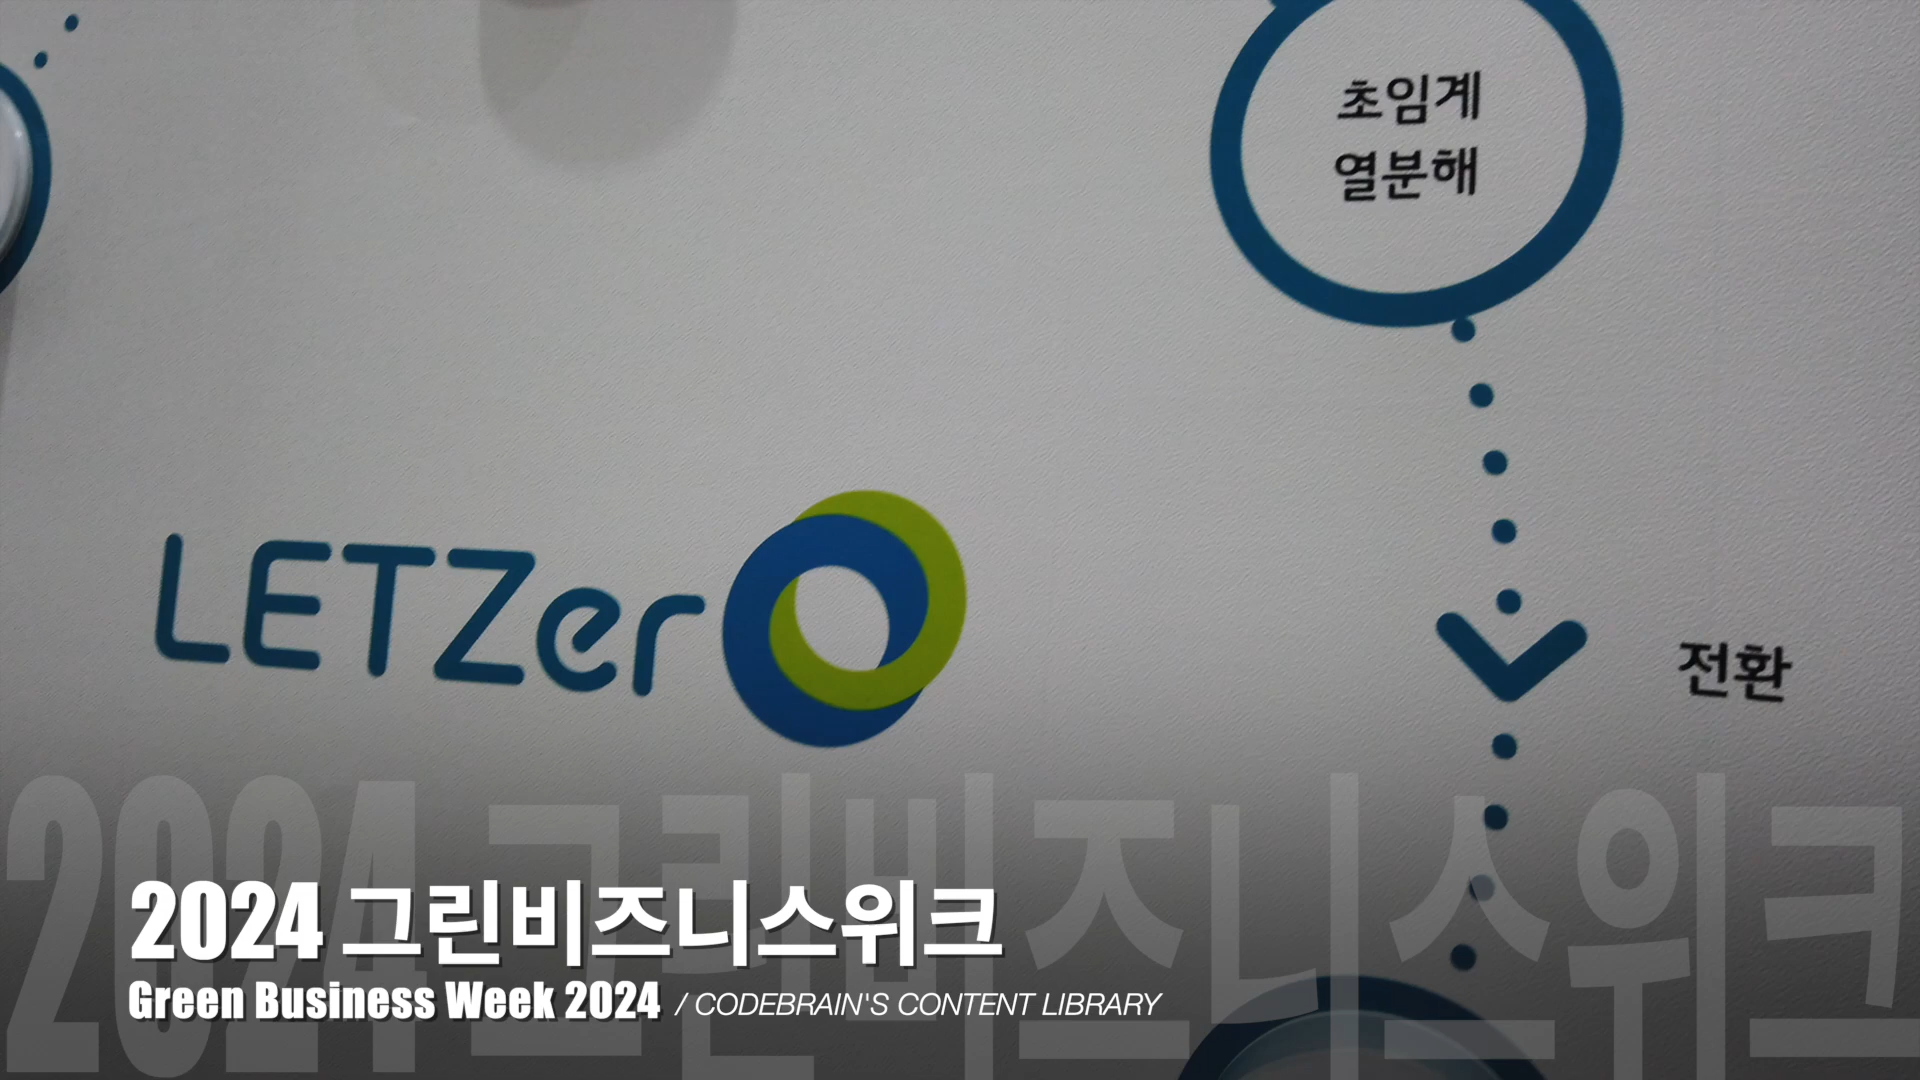 초임계
열분해
LETZero
전환
2024 그린비즈니스위크
2024 그린비즈니스위크
Green Business Week 2024 / CODEBRAIN'S CONTENT LIBRARY